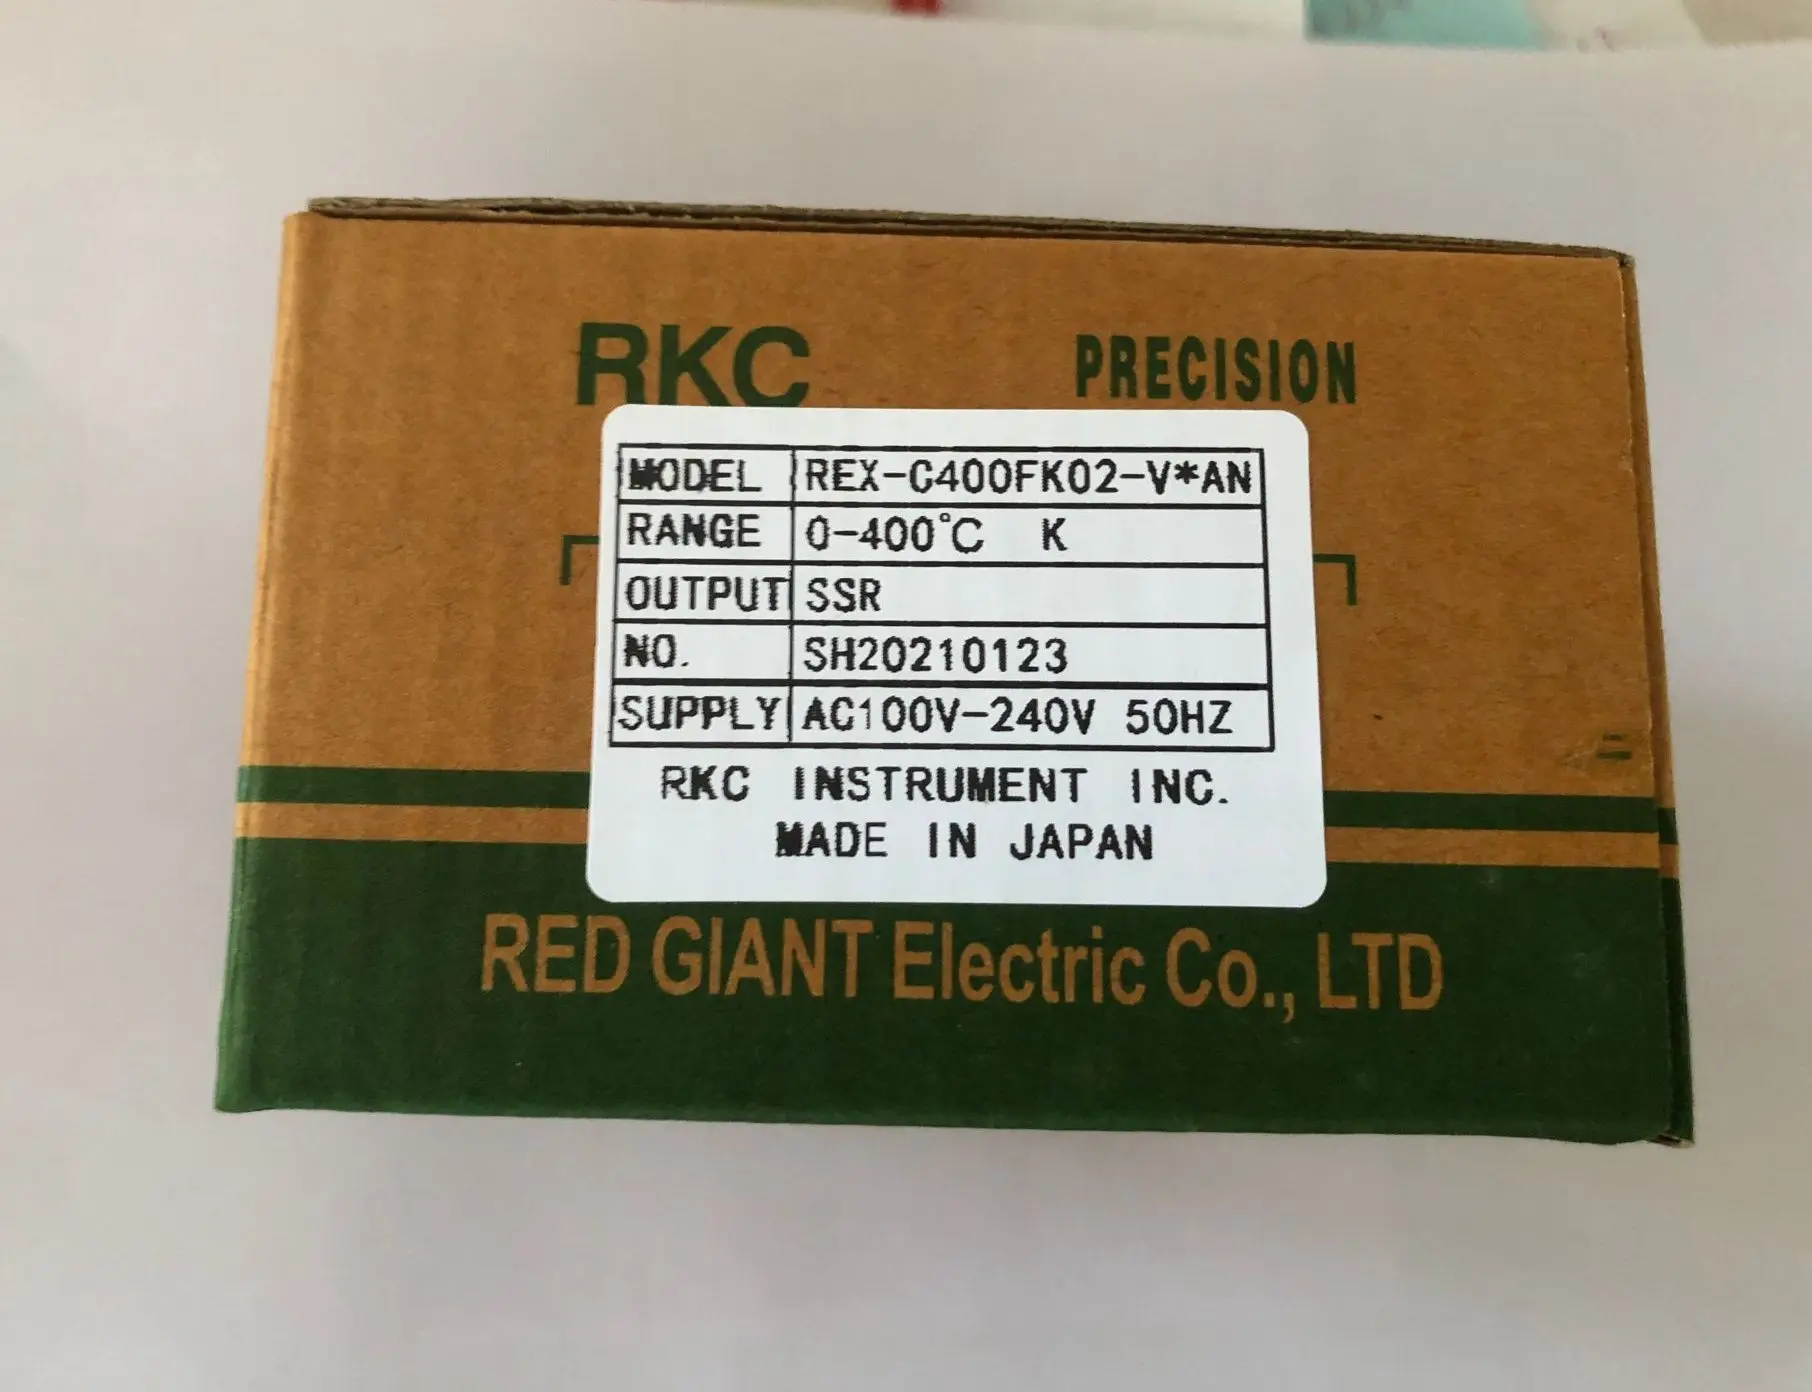 RKC PRECISION
MODEL REX-C400FK02-V*AN
RANGE 0-400℃ K
OUTPUT SSR
NO. SH20210123
SUPPLY AC100V-240V 50HZ
RKC INSTRUMENT INC.
MADE IN JAPAN
RED GIANT Electric Co., LTD